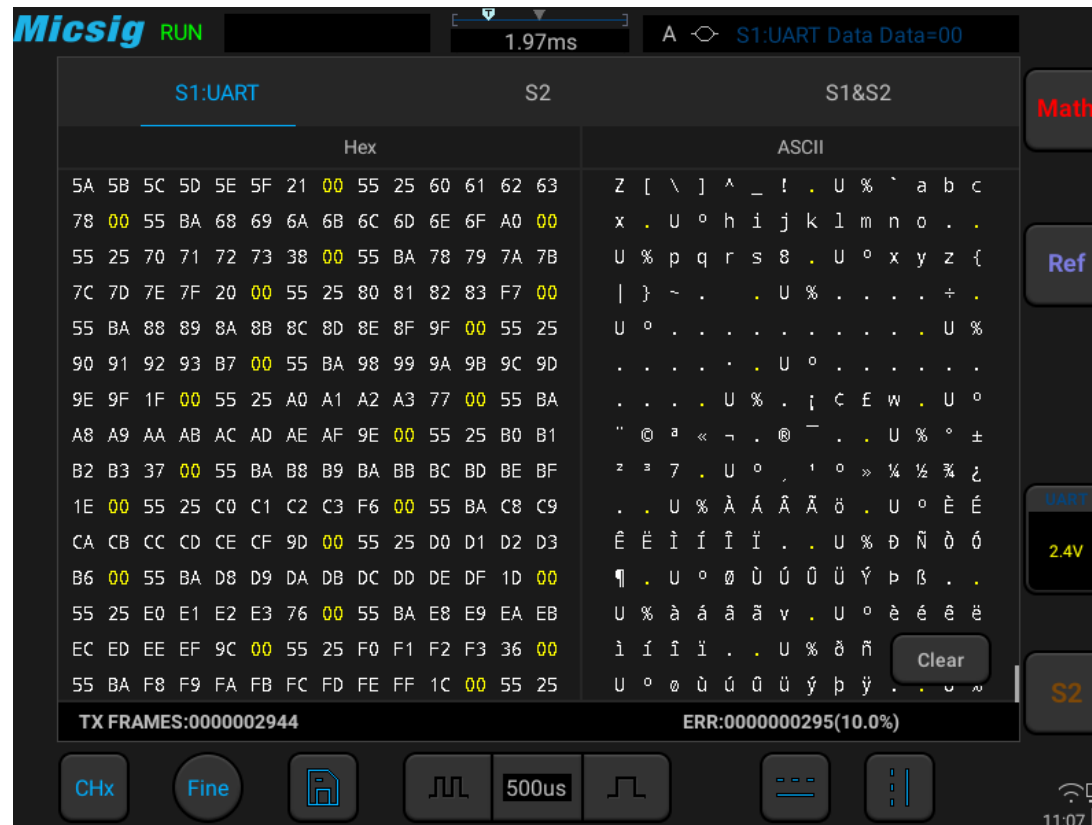 Micsig RUN 1.97ms A S1:UART Data Data=00
S1:UART S2 S1&S2
Math
Hex ASCII
5A 5B 5C 5D 5E 5F 21 00 55 25 60 61 62 63 Z [ \ ] ^ _ ! . U % ` a b c
78 00 55 BA 68 69 6A 6B 6C 6D 6E 6F A0 00 x . U º h i j k l m n o . .
55 25 70 71 72 73 38 00 55 BA 78 79 7A 7B U % p q r s 8 . U º x y z {
Ref
7C 7D 7E 7F 20 00 55 25 80 81 82 83 F7 00 | } ~ . . U % . . . . ÷ .
55 BA 88 89 8A 8B 8C 8D 8E 8F 9F 00 55 25 U º . . . . . . . . . . U %
90 91 92 93 B7 00 55 BA 98 99 9A 9B 9C 9D . . . . · . U º . . . . . .
9E 9F 1F 00 55 25 A0 A1 A2 A3 77 00 55 BA . . . . U % . ¡ ¢ £ w . U º
A8 A9 AA AB AC AD AE AF 9E 00 55 25 B0 B1 ¨ © ª « ¬ . ® ¯ . . U % ° ±
B2 B3 37 00 55 BA B8 B9 BA BB BC BD BE BF ² ³ 7 . U º ¸ ¹ º » ¼ ½ ¾ ¿
1E 00 55 25 C0 C1 C2 C3 F6 00 55 BA C8 C9 . . U % À Á Â Ã ö . U º È É
UART
CA CB CC CD CE CF 9D 00 55 25 D0 D1 D2 D3 Ê Ë Ì Í Î Ï . . U % Ð Ñ Ò Ó
2.4V
B6 00 55 BA D8 D9 DA DB DC DD DE DF 1D 00 ¶ . U º Ø Ù Ú Û Ü Ý Þ ß . .
55 25 E0 E1 E2 E3 76 00 55 BA E8 E9 EA EB U % à á â ã v . U º è é ê ë
EC ED EE EF 9C 00 55 25 F0 F1 F2 F3 36 00 ì í î ï . . U % ð ñ
Clear
55 BA F8 F9 FA FB FC FD FE FF 1C 00 55 25 U º ø ù ú û ü ý þ ÿ . . U %
S2
TX FRAMES:0000002944 ERR:0000000295(10.0%)
CHx Fine 500us
11:07